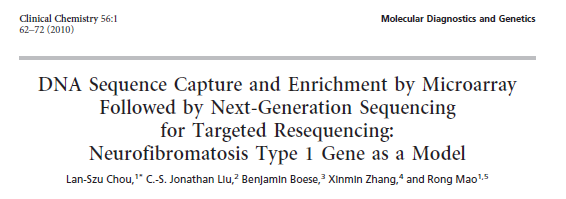 Clinical Chemistry 56:1
62–72 (2010)
Molecular Diagnostics and Genetics
DNA Sequence Capture and Enrichment by Microarray
Followed by Next-Generation Sequencing
for Targeted Resequencing:
Neurofibromatosis Type 1 Gene as a Model
Lan-Szu Chou,1* C.-S. Jonathan Liu,2 Benjamin Boese,3 Xinmin Zhang,4 and Rong Mao1,5